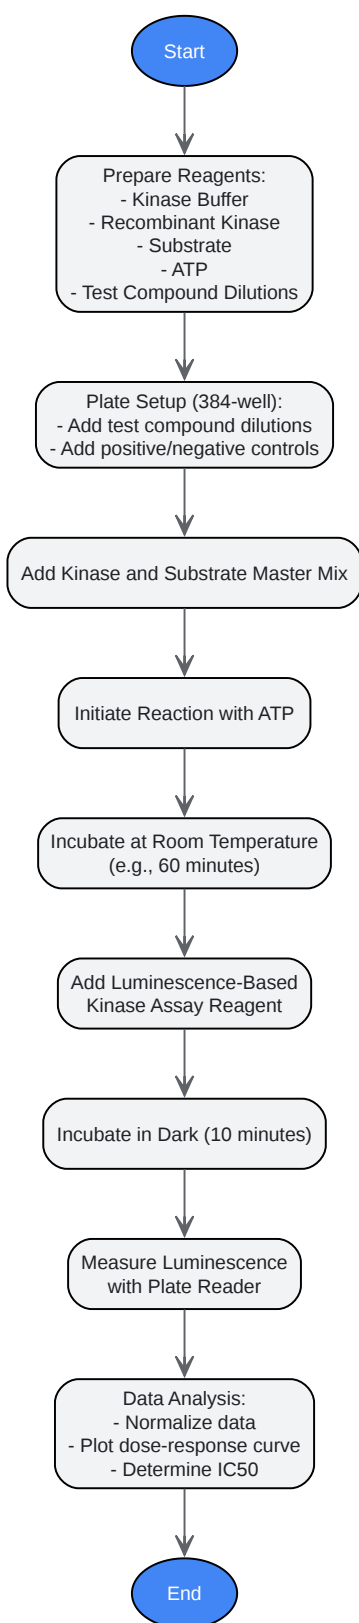 Start
Prepare Reagents:
- Kinase Buffer
- Recombinant Kinase
- Substrate
- ATP
- Test Compound Dilutions
Plate Setup (384-well):
- Add test compound dilutions
- Add positive/negative controls
Add Kinase and Substrate Master Mix
Initiate Reaction with ATP
Incubate at Room Temperature
(e.g., 60 minutes)
Add Luminescence-Based
Kinase Assay Reagent
Incubate in Dark (10 minutes)
Measure Luminescence
with Plate Reader
Data Analysis:
- Normalize data
- Plot dose-response curve
- Determine IC50
End